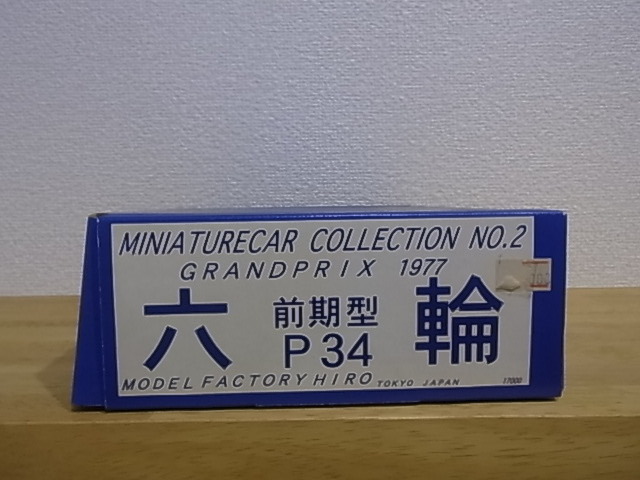 MINIATURECAR COLLECTION NO.2
GRANDPRIX 1977
六 前期型 輪
P34
MODEL FACTORY HIRO TOKYO JAPAN 17000